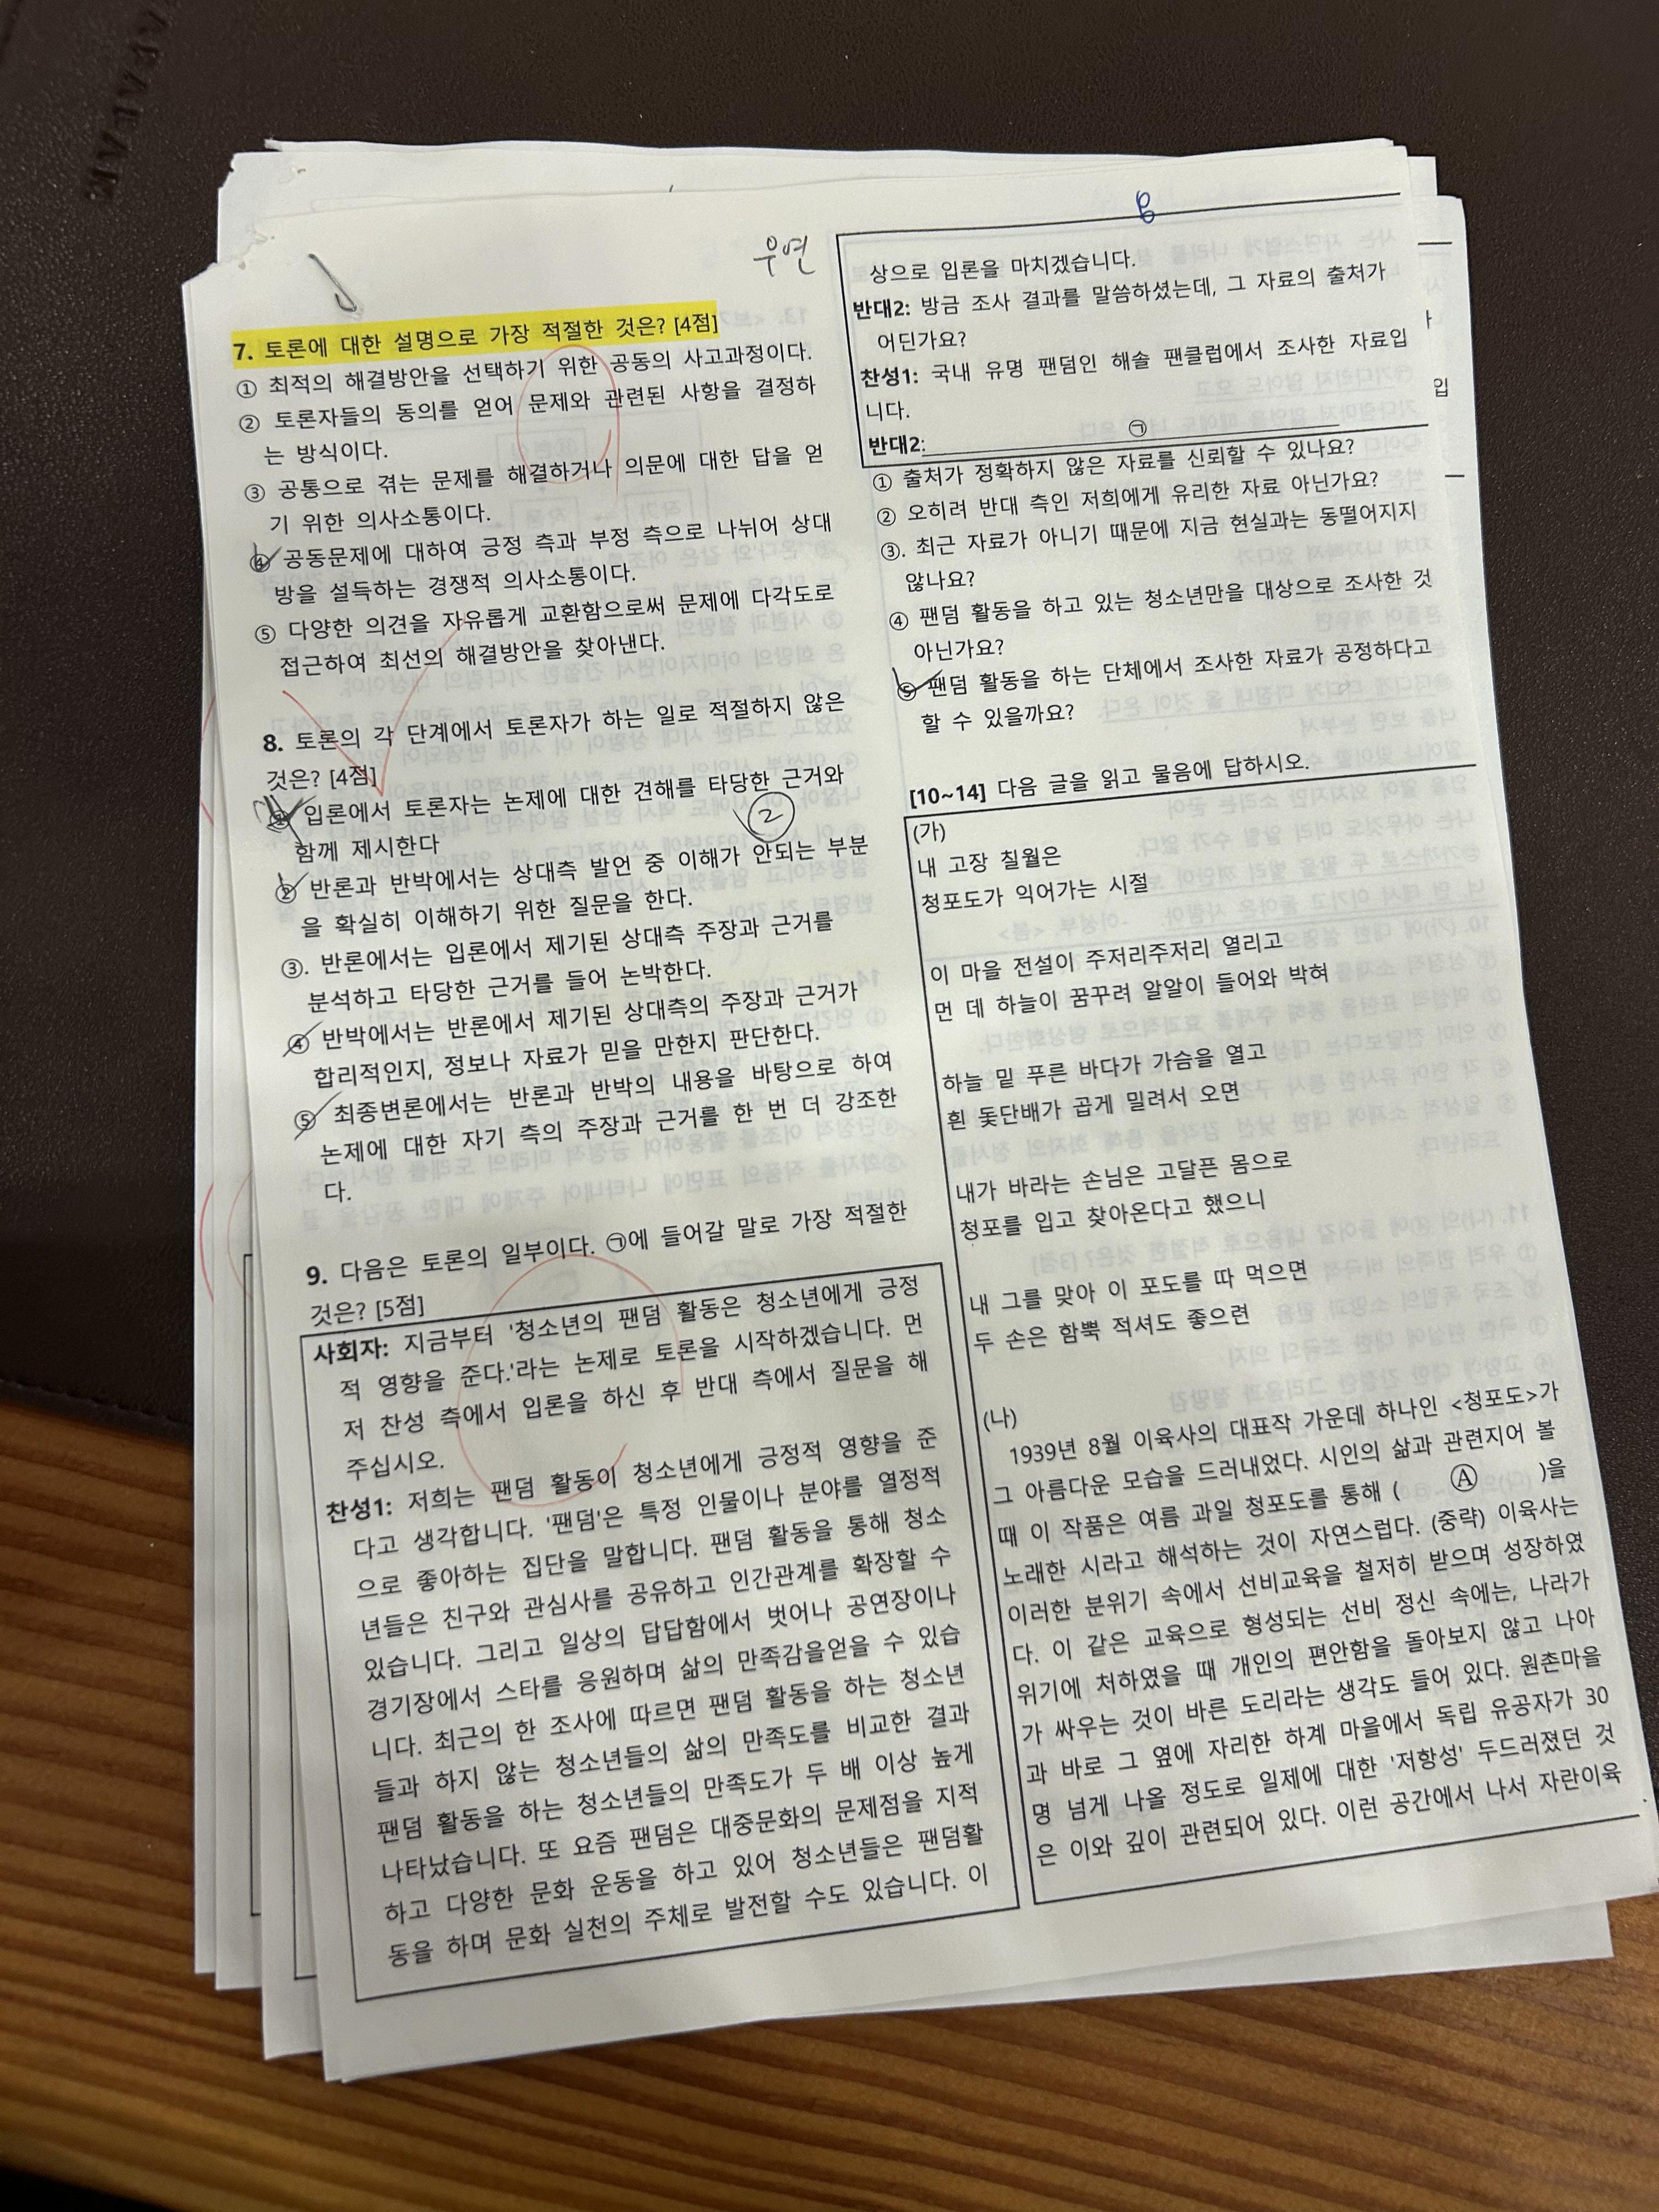 우연
7. 토론에 대한 설명으로 가장 적절한 것은? [4점]
① 최적의 해결방안을 선택하기 위한 공동의 사고과정이다.
② 토론자들의 동의를 얻어 문제와 관련된 사항을 결정하
는 방식이다.
③ 공통으로 겪는 문제를 해결하거나 의문에 대한 답을 얻
기 위한 의사소통이다.
④ 공동문제에 대하여 긍정 측과 부정 측으로 나뉘어 상대
방을 설득하는 경쟁적 의사소통이다.
⑤ 다양한 의견을 자유롭게 교환함으로써 문제에 다각도로
접근하여 최선의 해결방안을 찾아낸다.
8. 토론의 각 단계에서 토론자가 하는 일로 적절하지 않은
것은? [4점]
① 입론에서 토론자는 논제에 대한 견해를 타당한 근거와
함께 제시한다
②
② 반론과 반박에서는 상대측 발언 중 이해가 안되는 부분
을 확실히 이해하기 위한 질문을 한다.
③. 반론에서는 입론에서 제기된 상대측 주장과 근거를
분석하고 타당한 근거를 들어 논박한다.
④ 반박에서는 반론에서 제기된 상대측의 주장과 근거가
합리적인지, 정보나 자료가 믿을 만한지 판단한다.
⑤ 최종변론에서는 반론과 반박의 내용을 바탕으로 하여
논제에 대한 자기 측의 주장과 근거를 한 번 더 강조한
다.
9. 다음은 토론의 일부이다. ㉠에 들어갈 말로 가장 적절한
것은? [5점]
사회자: 지금부터 '청소년의 팬덤 활동은 청소년에게 긍정
적 영향을 준다.'라는 논제로 토론을 시작하겠습니다. 먼
저 찬성 측에서 입론을 하신 후 반대 측에서 질문을 해
주십시오.
찬성1: 저희는 팬덤 활동이 청소년에게 긍정적 영향을 준
다고 생각합니다. '팬덤'은 특정 인물이나 분야를 열정적
으로 좋아하는 집단을 말합니다. 팬덤 활동을 통해 청소
년들은 친구와 관심사를 공유하고 인간관계를 확장할 수
있습니다. 그리고 일상의 답답함에서 벗어나 공연장이나
경기장에서 스타를 응원하며 삶의 만족감을얻을 수 있습
니다. 최근의 한 조사에 따르면 팬덤 활동을 하는 청소년
들과 하지 않는 청소년들의 삶의 만족도를 비교한 결과
팬덤 활동을 하는 청소년들의 만족도가 두 배 이상 높게
나타났습니다. 또 요즘 팬덤은 대중문화의 문제점을 지적
하고 다양한 문화 운동을 하고 있어 청소년들은 팬덤활
동을 하며 문화 실천의 주체로 발전할 수도 있습니다. 이
상으로 입론을 마치겠습니다.
반대2: 방금 조사 결과를 말씀하셨는데, 그 자료의 출처가
어딘가요?
찬성1: 국내 유명 팬덤인 해솔 팬클럽에서 조사한 자료입
니다.
반대2: ㉠
① 출처가 정확하지 않은 자료를 신뢰할 수 있나요?
② 오히려 반대 측인 저희에게 유리한 자료 아닌가요?
③. 최근 자료가 아니기 때문에 지금 현실과는 동떨어지지
않나요?
④ 팬덤 활동을 하고 있는 청소년만을 대상으로 조사한 것
아닌가요?
⑤ 팬덤 활동을 하는 단체에서 조사한 자료가 공정하다고
할 수 있을까요?
[10~14] 다음 글을 읽고 물음에 답하시오.
(가)
내 고장 칠월은
청포도가 익어가는 시절
이 마을 전설이 주저리주저리 열리고
먼 데 하늘이 꿈꾸려 알알이 들어와 박혀
하늘 밑 푸른 바다가 가슴을 열고
흰 돛단배가 곱게 밀려서 오면
내가 바라는 손님은 고달픈 몸으로
청포를 입고 찾아온다고 했으니
내 그를 맞아 이 포도를 따 먹으면
두 손은 함뿍 적셔도 좋으련
(나)
1939년 8월 이육사의 대표작 가운데 하나인 <청포도>가
그 아름다운 모습을 드러내었다. 시인의 삶과 관련지어 볼
때 이 작품은 여름 과일 청포도를 통해 ( Ⓐ )을
노래한 시라고 해석하는 것이 자연스럽다. (중략) 이육사는
이러한 분위기 속에서 선비교육을 철저히 받으며 성장하였
다. 이 같은 교육으로 형성되는 선비 정신 속에는, 나라가
위기에 처하였을 때 개인의 편안함을 돌아보지 않고 나아
가 싸우는 것이 바른 도리라는 생각도 들어 있다. 원촌마을
과 바로 그 옆에 자리한 하계 마을에서 독립 유공자가 30
명 넘게 나올 정도로 일제에 대한 '저항성' 두드러졌던 것
은 이와 깊이 관련되어 있다. 이런 공간에서 나서 자란이육
입